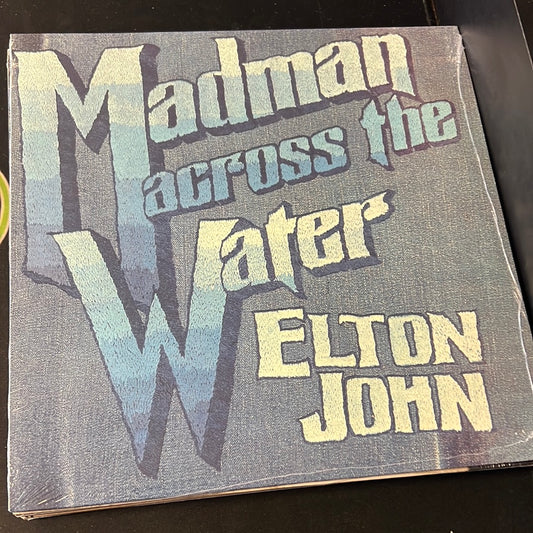 Madman
across the
Water
ELTON
JOHN